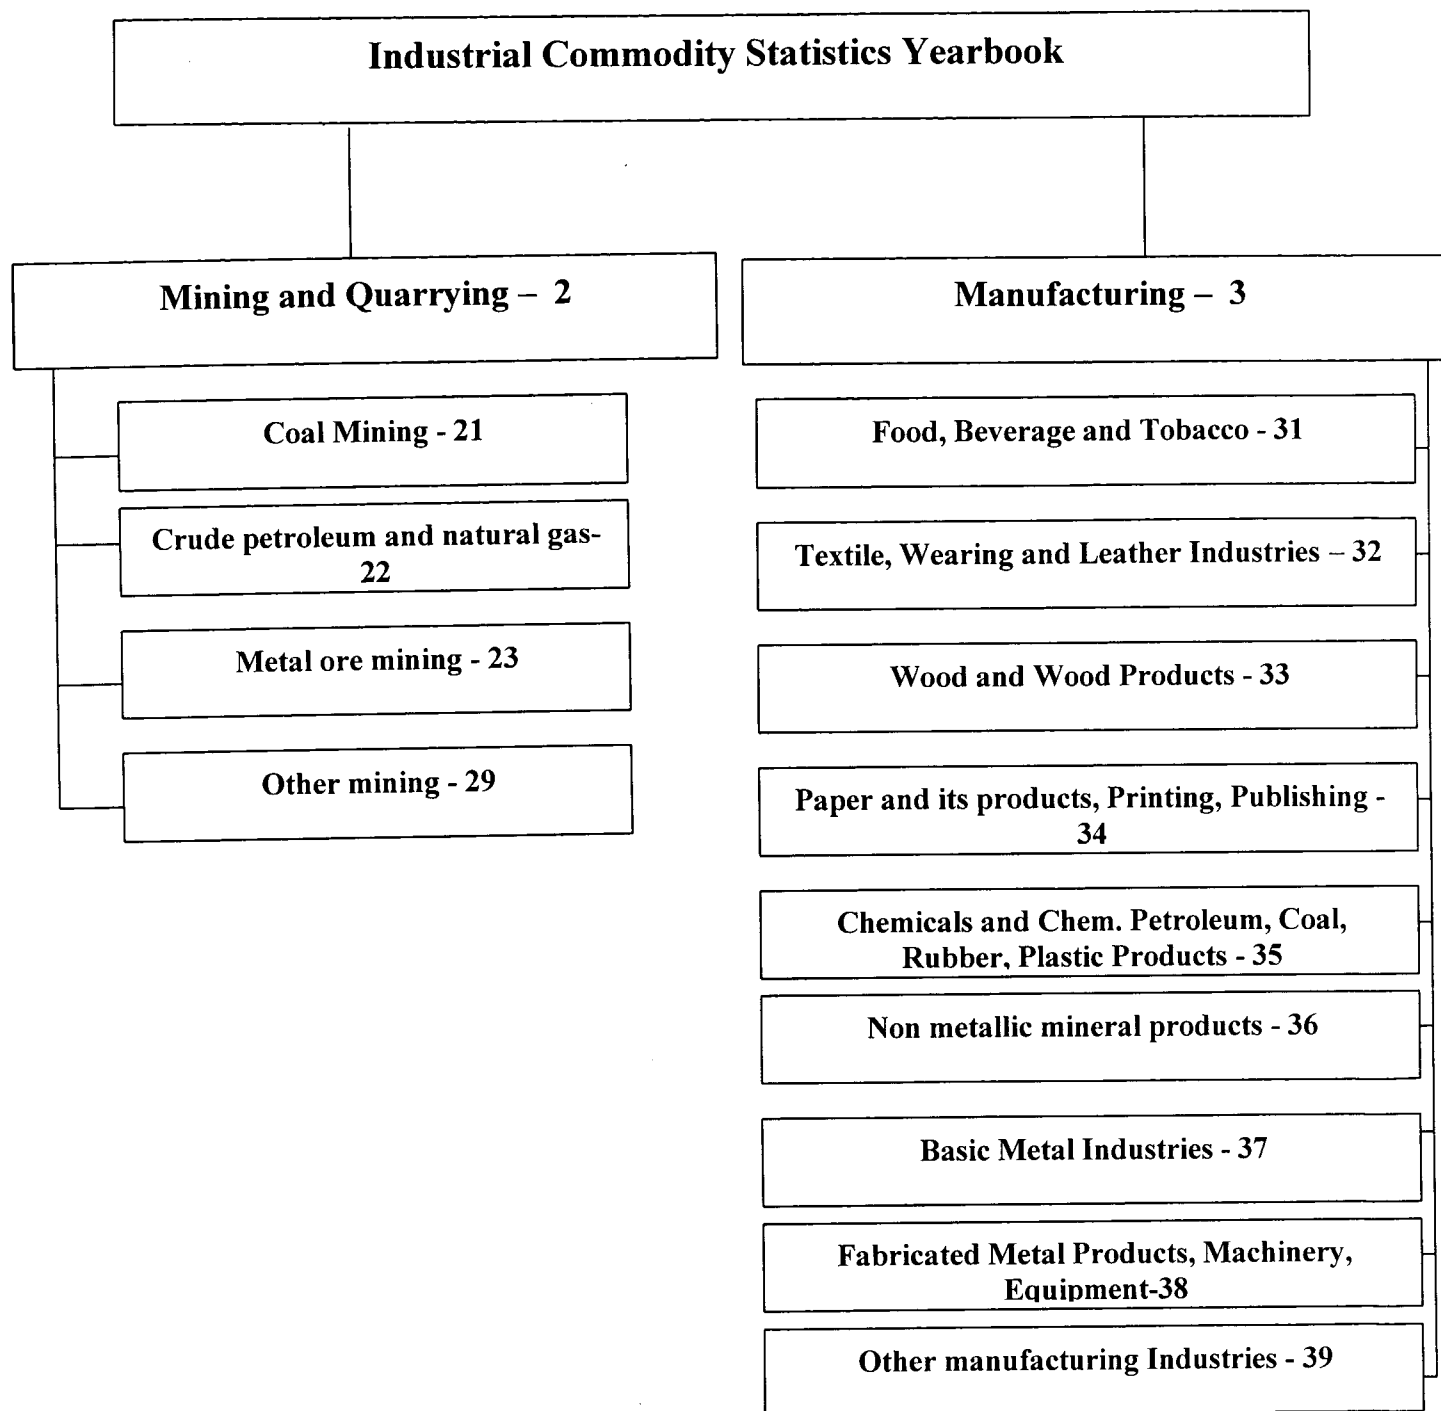 Industrial Commodity Statistics Yearbook
Mining and Quarrying – 2
Manufacturing – 3
Coal Mining - 21
Crude petroleum and natural gas-
22
Metal ore mining - 23
Other mining - 29
Food, Beverage and Tobacco - 31
Textile, Wearing and Leather Industries – 32
Wood and Wood Products - 33
Paper and its products, Printing, Publishing -
34
Chemicals and Chem. Petroleum, Coal,
Rubber, Plastic Products - 35
Non metallic mineral products - 36
Basic Metal Industries - 37
Fabricated Metal Products, Machinery,
Equipment-38
Other manufacturing Industries - 39